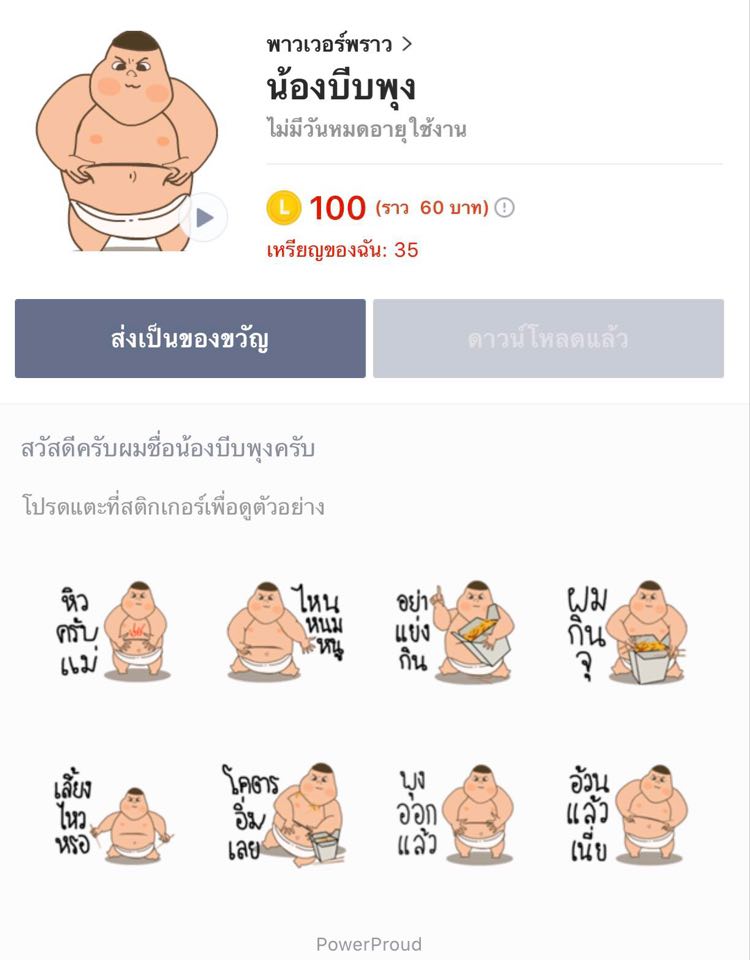 พาวเวอร์พราว >
น้องบีบพุง
ไม่มีวันหมดอายุใช้งาน
L 100 (ราว 60 บาท)
เหรียญของฉัน: 35
ส่งเป็นของขวัญ
ดาวน์โหลดแล้ว
สวัสดีครับผมชื่อน้องบีบพุงครับ
โปรดแตะที่สติกเกอร์เพื่อดูตัวอย่าง
หิว
ครับ
แม่
ไหน
หนม
หนู
อย่า
แย่ง
กิน
ผม
กิน
จุ
เลี้ยง
ไหว
หรอ
โคตาร
อิ่ม
เลย
พุง
ออก
แล้ว
อ้วน
แล้ว
เนี่ย
PowerProud